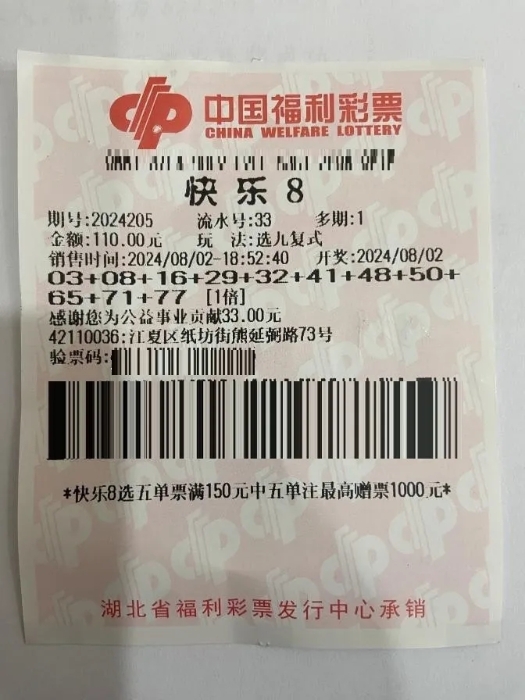 中国福利彩票
CHINA WELFARE LOTTERY
快乐8
期号:2024205 流水号:33 多期:1
金额:110.00元 玩 法:选九复式
销售时间:2024/08/02-18:52:40 开奖:2024/08/02
03+08+16+29+32+41+48+50+
65+71+77 [1倍]
感谢您为公益事业贡献33.00元
42110036:江夏区纸坊街熊延弼路73号
验票码:
*快乐8选五单票满150元中五单注最高赠票1000元*
湖北省福利彩票发行中心承销